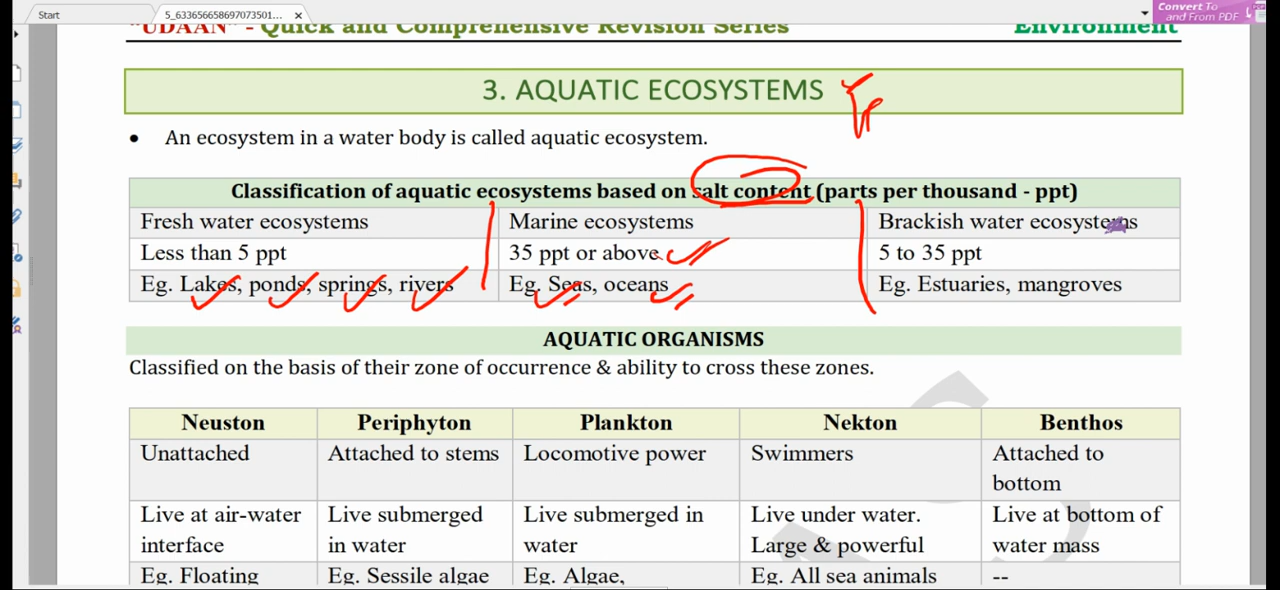 Start
5_633656658697073501...
Convert To
and From PDF
"UDAAN" - Quick and Comprehensive Revision Series Environment
3. AQUATIC ECOSYSTEMS
• An ecosystem in a water body is called aquatic ecosystem.
Classification of aquatic ecosystems based on salt content (parts per thousand - ppt)
Fresh water ecosystems Marine ecosystems Brackish water ecosystems
Less than 5 ppt 35 ppt or above 5 to 35 ppt
Eg. Lakes, ponds, springs, rivers Eg. Seas, oceans Eg. Estuaries, mangroves
AQUATIC ORGANISMS
Classified on the basis of their zone of occurrence & ability to cross these zones.
Neuston Periphyton Plankton Nekton Benthos
Unattached Attached to stems Locomotive power Swimmers Attached to
bottom
Live at air-water Live submerged Live submerged in Live under water. Live at bottom of
interface in water water Large & powerful water mass
Eg. Floating Eg. Sessile algae Eg. Algae, Eg. All sea animals --